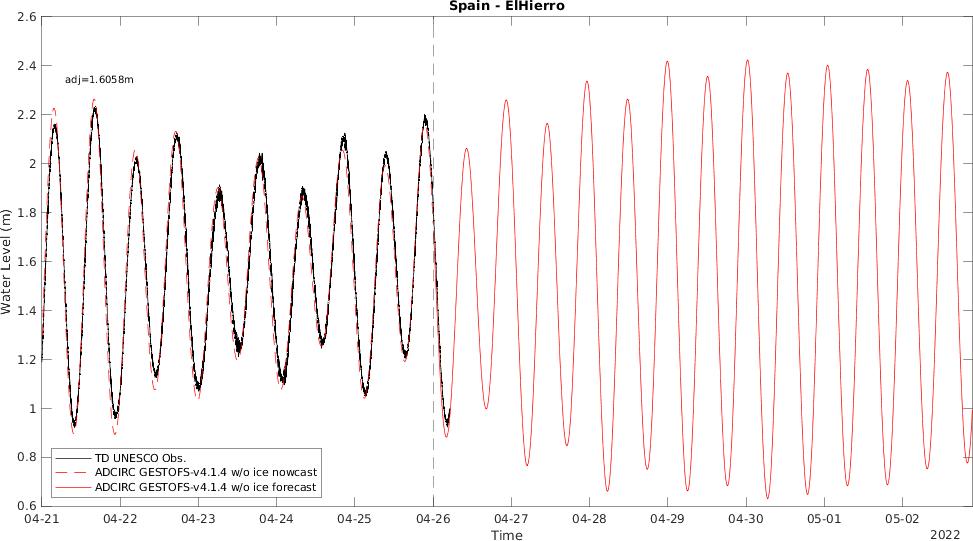 Spain - ElHierro
2.6
2.4
2.2
2
1.8
1.6
1.4
1.2
1
0.8
0.6
Water Level (m)
adj=1.6058m
TD UNESCO Obs.
ADCIRC GESTOFS-v4.1.4 w/o ice nowcast
ADCIRC GESTOFS-v4.1.4 w/o ice forecast
04-21 04-22 04-23 04-24 04-25 04-26 04-27 04-28 04-29 04-30 05-01 05-02
Time
2022